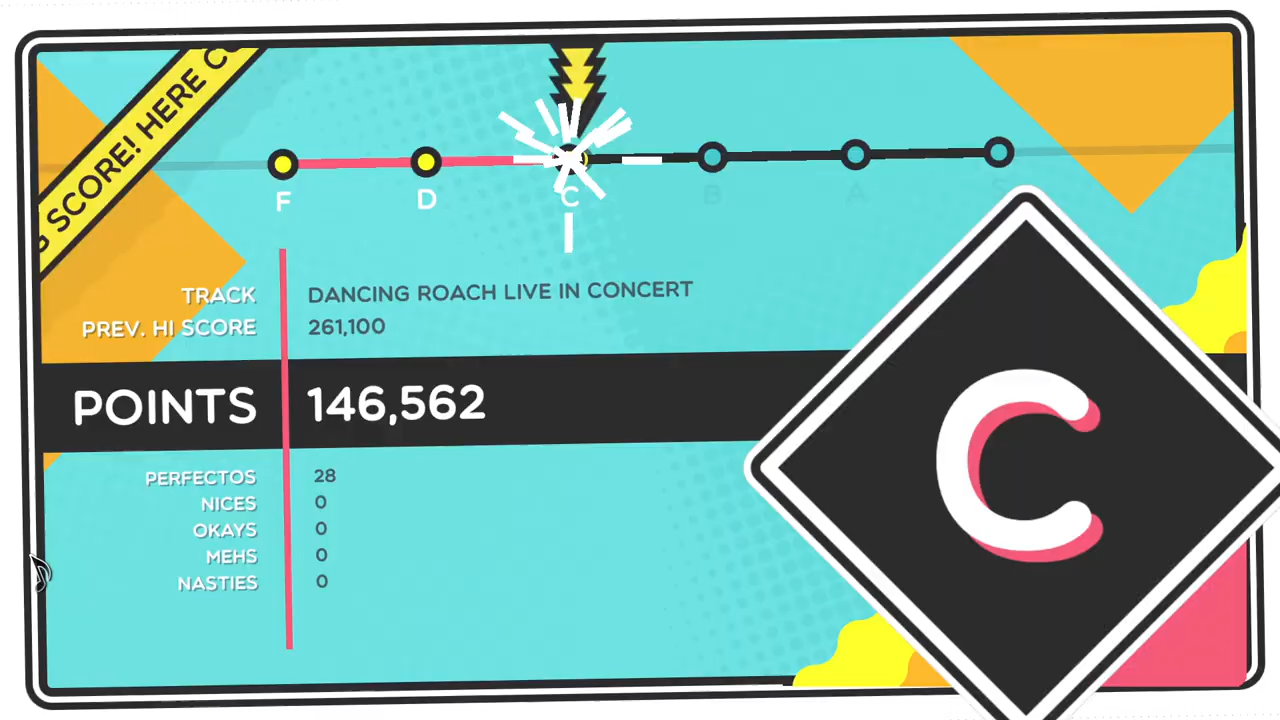 SCORE! HERE C
F
D
C
B
A
TRACK
DANCING ROACH LIVE IN CONCERT
PREV. HI SCORE
261,100
POINTS
146,562
PERFECTOS
28
NICES
0
OKAYS
0
MEHS
0
NASTIES
0
C